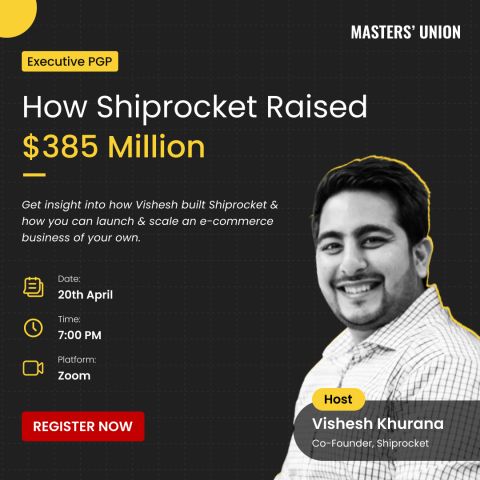 MASTERS' UNION
Executive PGP
How Shiprocket Raised
$385 Million
Get insight into how Vishesh built Shiprocket &
how you can launch & scale an e-commerce
business of your own.
Date:
20th April
Time:
7:00 PM
Platform:
Zoom
REGISTER NOW
Host
Vishesh Khurana
Co-Founder, Shiprocket